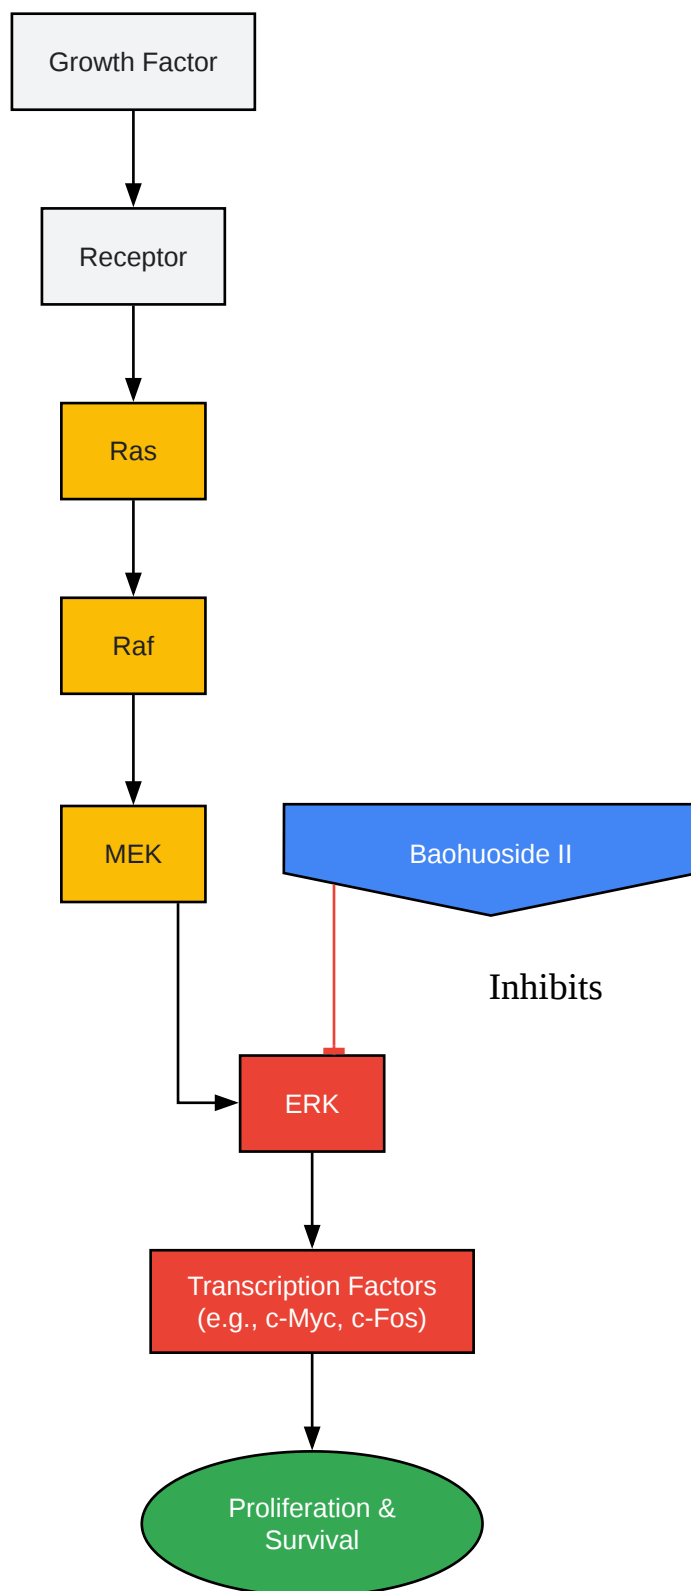 Growth Factor
Receptor
Ras
Raf
MEK
Baohuoside II
Inhibits
ERK
Transcription Factors
(e.g., c-Myc, c-Fos)
Proliferation &
Survival